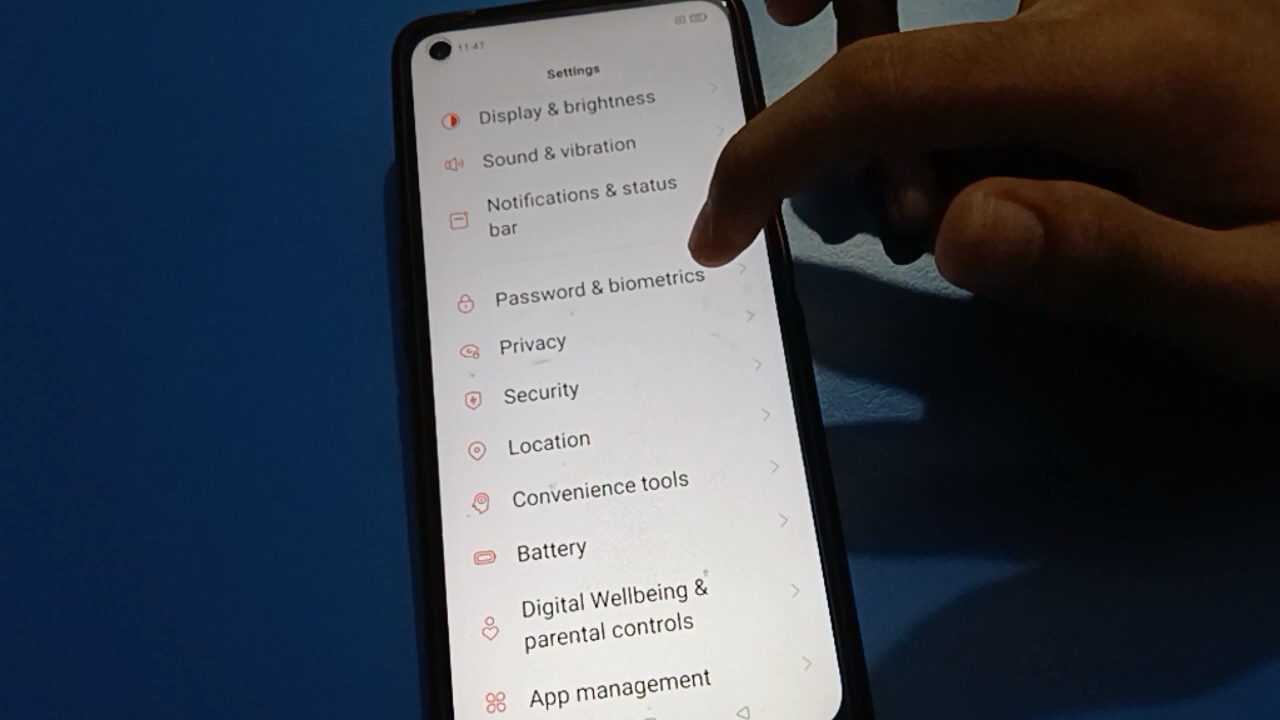 11:47
Settings
Display & brightness
Sound & vibration
Notifications & status
bar
Password & biometrics
Privacy
Security
Location
Convenience tools
Battery
Digital Wellbeing &
parental controls
App management